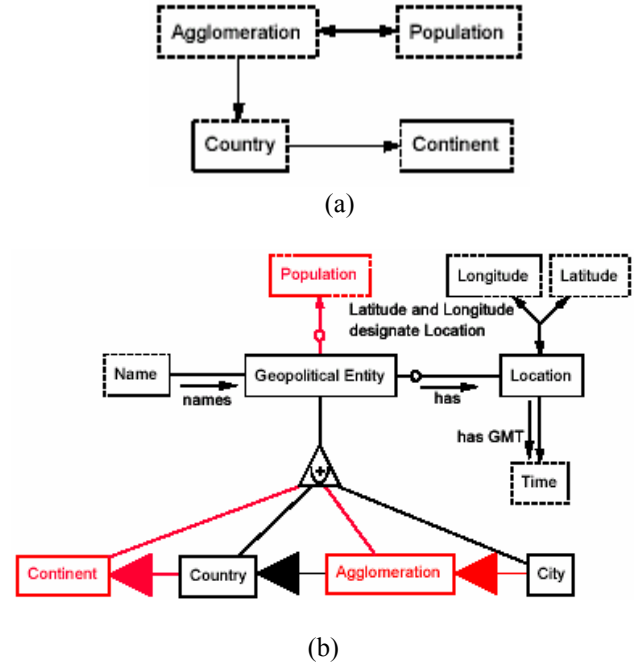 Agglomeration
Population
Country
Continent
(a)
Population
Longitude
Latitude
Latitude and Longitude
designate Location
Name
names
Geopolitical Entity
has
Location
has GMT
Time
Continent
Country
Agglomeration
City
(b)